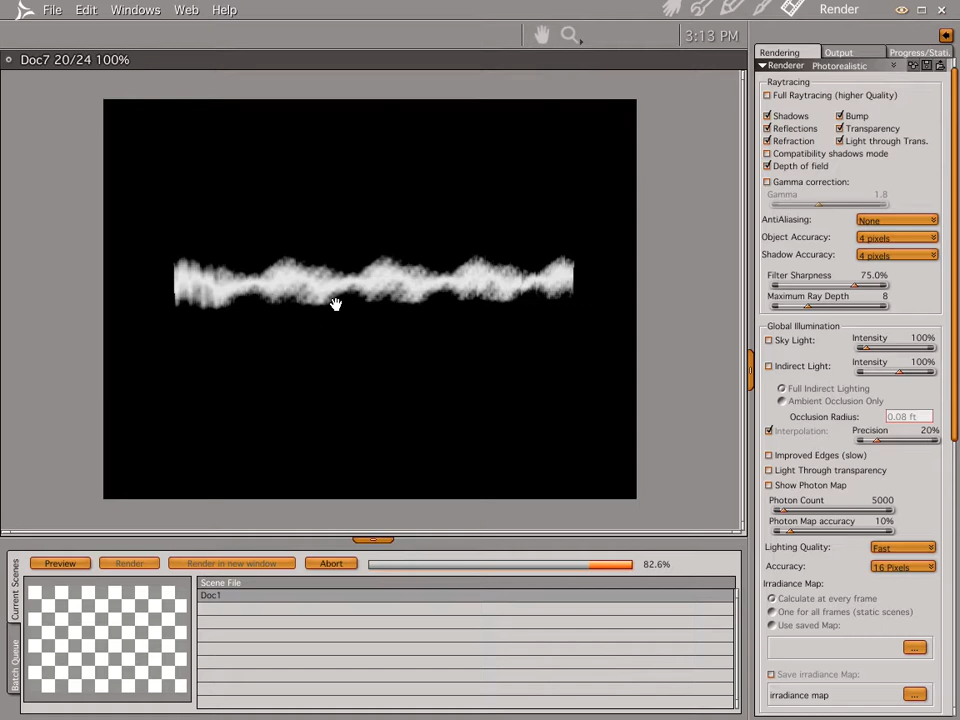 File Edit Windows Web Help Render
3:13 PM
Doc7 20/24 100%
Rendering Output Progress/Stati.
Renderer Photorealistic
Raytracing
Full Raytracing (higher Quality)
Shadows Bump
Reflections Transparency
Refraction Light through Trans.
Compatibility shadows mode
Depth of field
Gamma correction:
Gamma 1.8
AntiAliasing: None
Object Accuracy: 4 pixels
Shadow Accuracy: 4 pixels
Filter Sharpness 75.0%
Maximum Ray Depth 8
Global Illumination
Sky Light: Intensity 100%
Indirect Light: Intensity 100%
Full Indirect Lighting
Ambient Occlusion Only
Occlusion Radius: 0.08 ft
Interpolation: Precision 20%
Improved Edges (slow)
Light Through transparency
Show Photon Map
Photon Count 5000
Photon Map accuracy 10%
Lighting Quality: Fast
Accuracy: 16 Pixels
Irradiance Map:
Calculate at every frame
One for all frames (static scenes)
Use saved Map:
...
Save irradiance Map:
irradiance map ...
Current Scenes
Batch Queue
Preview Render Render in new window Abort 82.6%
Scene File
Doc1